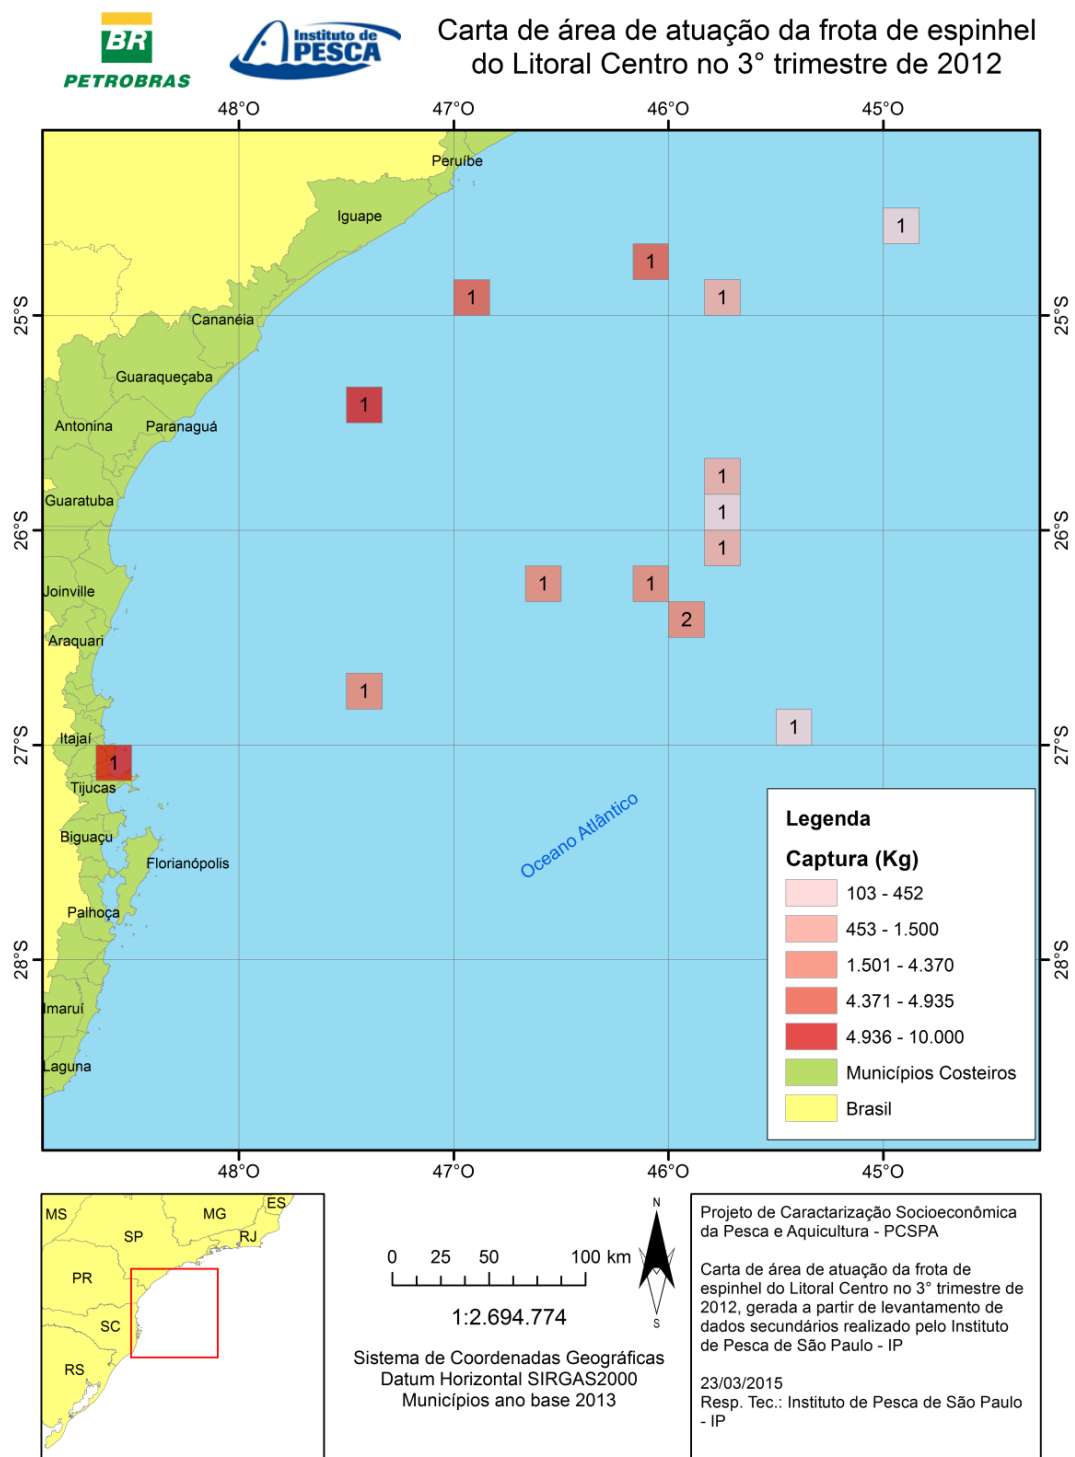 BR
PETROBRAS
Instituto de
PESCA
Carta de área de atuação da frota de espinhel
do Litoral Centro no 3° trimestre de 2012
48°O 47°O 46°O 45°O
Peruíbe
Iguape
1
1
1
1
25°S
25°S
Cananéia
Guaraqueçaba
1
Antonina
Paranaguá
1
Guaratuba
1
26°S
26°S
1
Joinville
1
1
2
Araquari
1
1
Itajaí
27°S
27°S
1
Tijucas
Biguaçu
Florianópolis
Oceano Atlântico
Palhoça
28°S
28°S
Imaruí
Laguna
Legenda
Captura (Kg)
103 - 452
453 - 1.500
1.501 - 4.370
4.371 - 4.935
4.936 - 10.000
Municípios Costeiros
Brasil
48°O 47°O 46°O 45°O
MS
MG
ES
SP
RJ
PR
SC
RS
0 25 50 100 km
1:2.694.774
N
S
Sistema de Coordenadas Geográficas
Datum Horizontal SIRGAS2000
Municípios ano base 2013
Projeto de Caractarização Socioeconômica
da Pesca e Aquicultura - PCSPA
Carta de área de atuação da frota de
espinhel do Litoral Centro no 3° trimestre de
2012, gerada a partir de levantamento de
dados secundários realizado pelo Instituto
de Pesca de São Paulo - IP
23/03/2015
Resp. Tec.: Instituto de Pesca de São Paulo
- IP